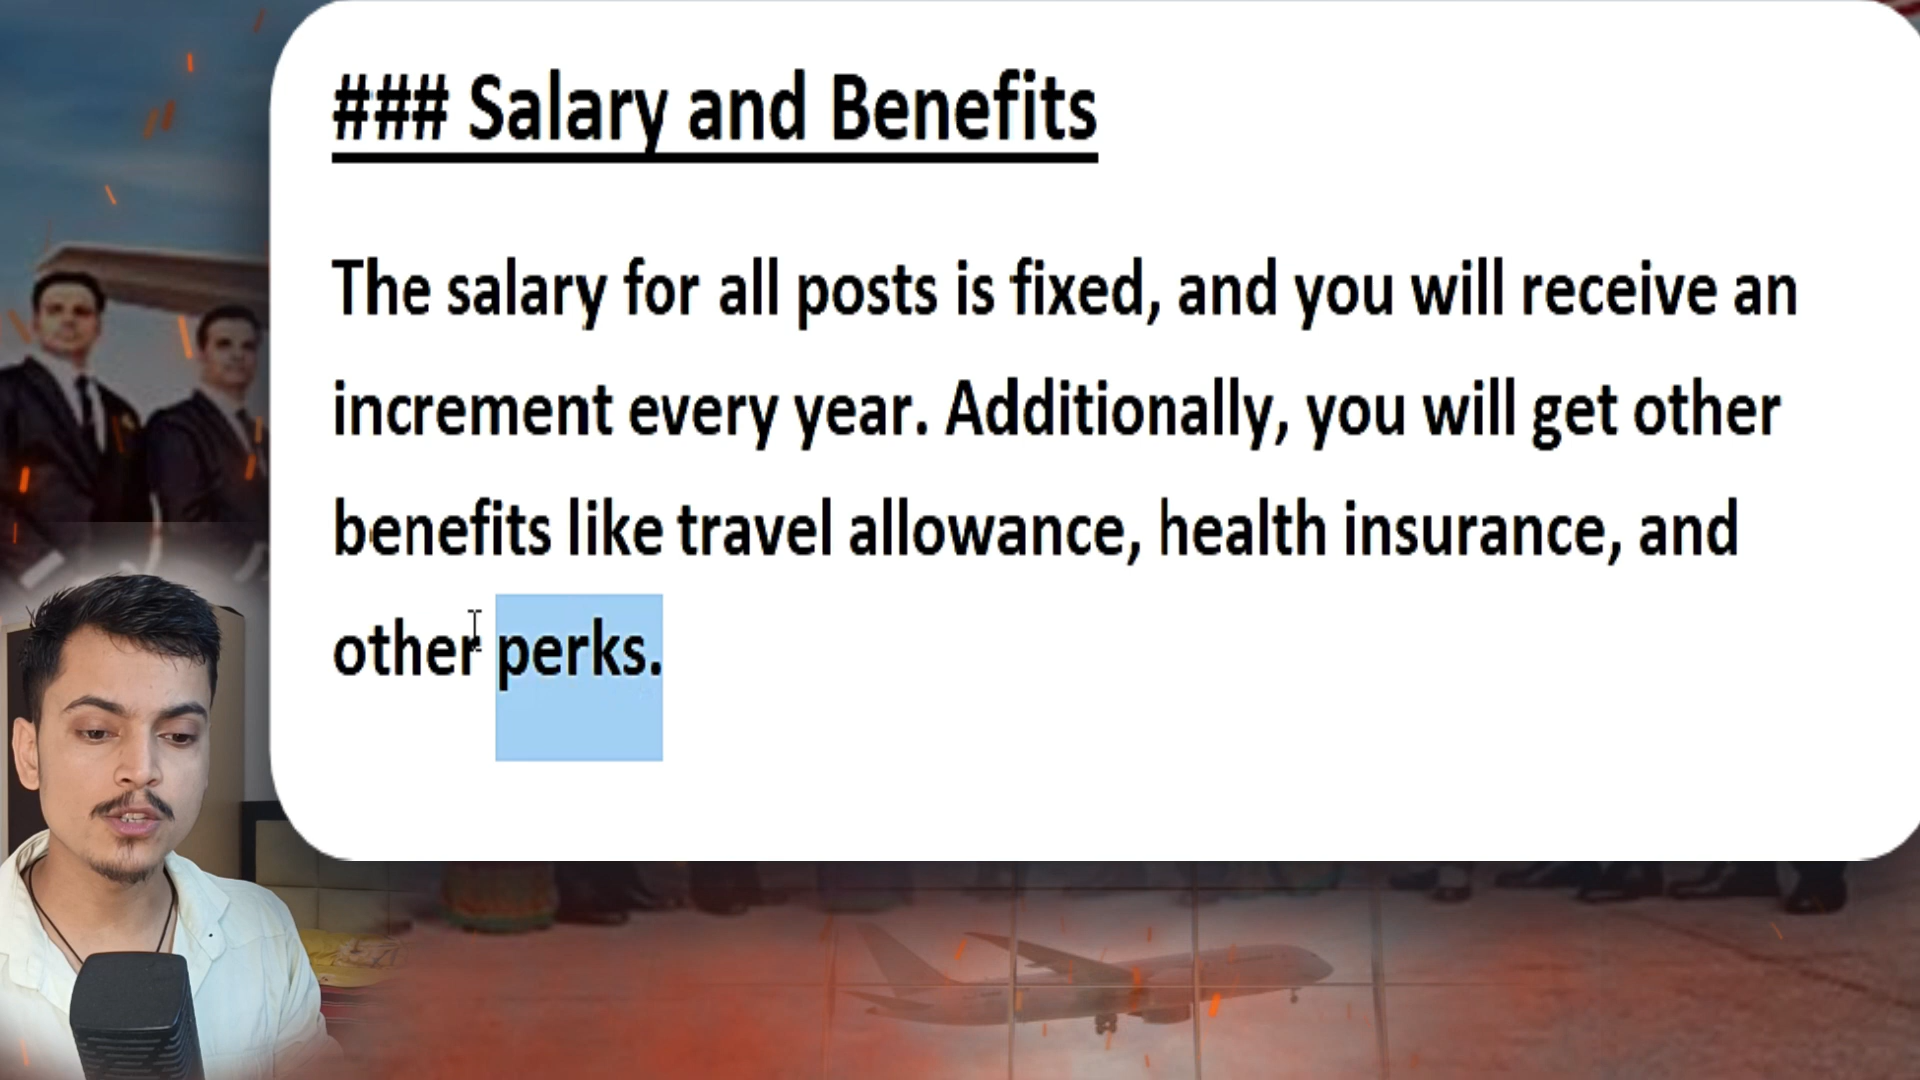 ### Salary and Benefits
The salary for all posts is fixed, and you will receive an
increment every year. Additionally, you will get other
benefits like travel allowance, health insurance, and
other perks.